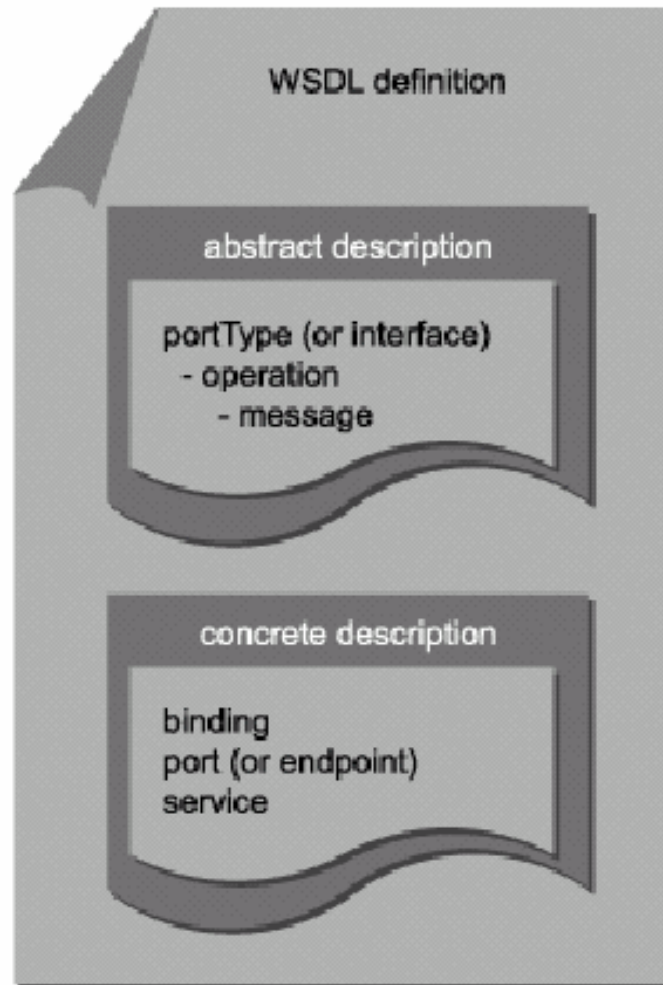 WSDL definition
abstract description
portType (or interface)
- operation
- message
concrete description
binding
port (or endpoint)
service